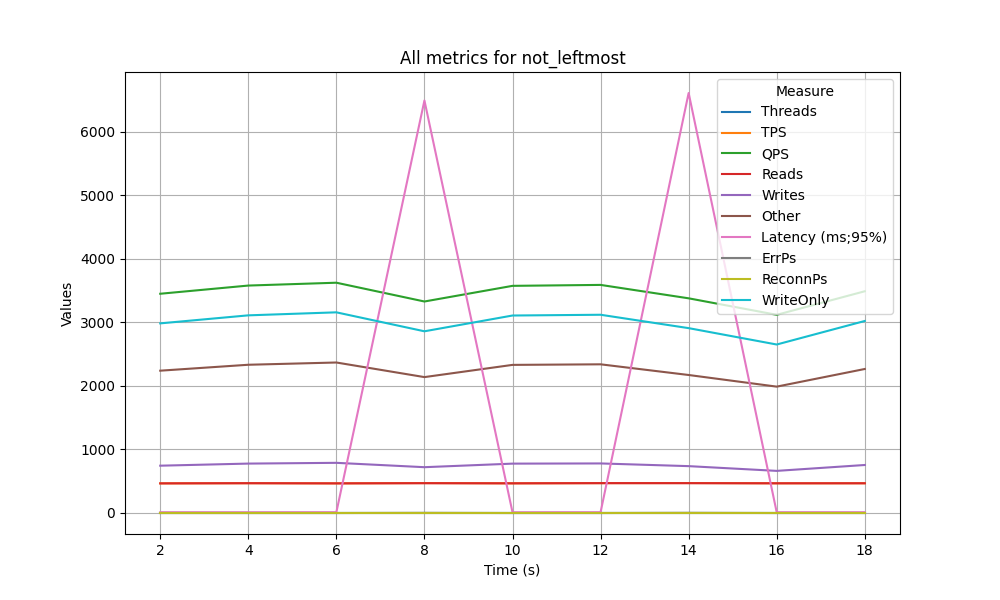 All metrics for not_leftmost
Measure
Threads
TPS
QPS
Reads
Writes
Other
Latency (ms;95%)
ErrPs
ReconnPs
WriteOnly
Values
6000
5000
4000
3000
2000
1000
0
2 4 6 8 10 12 14 16 18
Time (s)